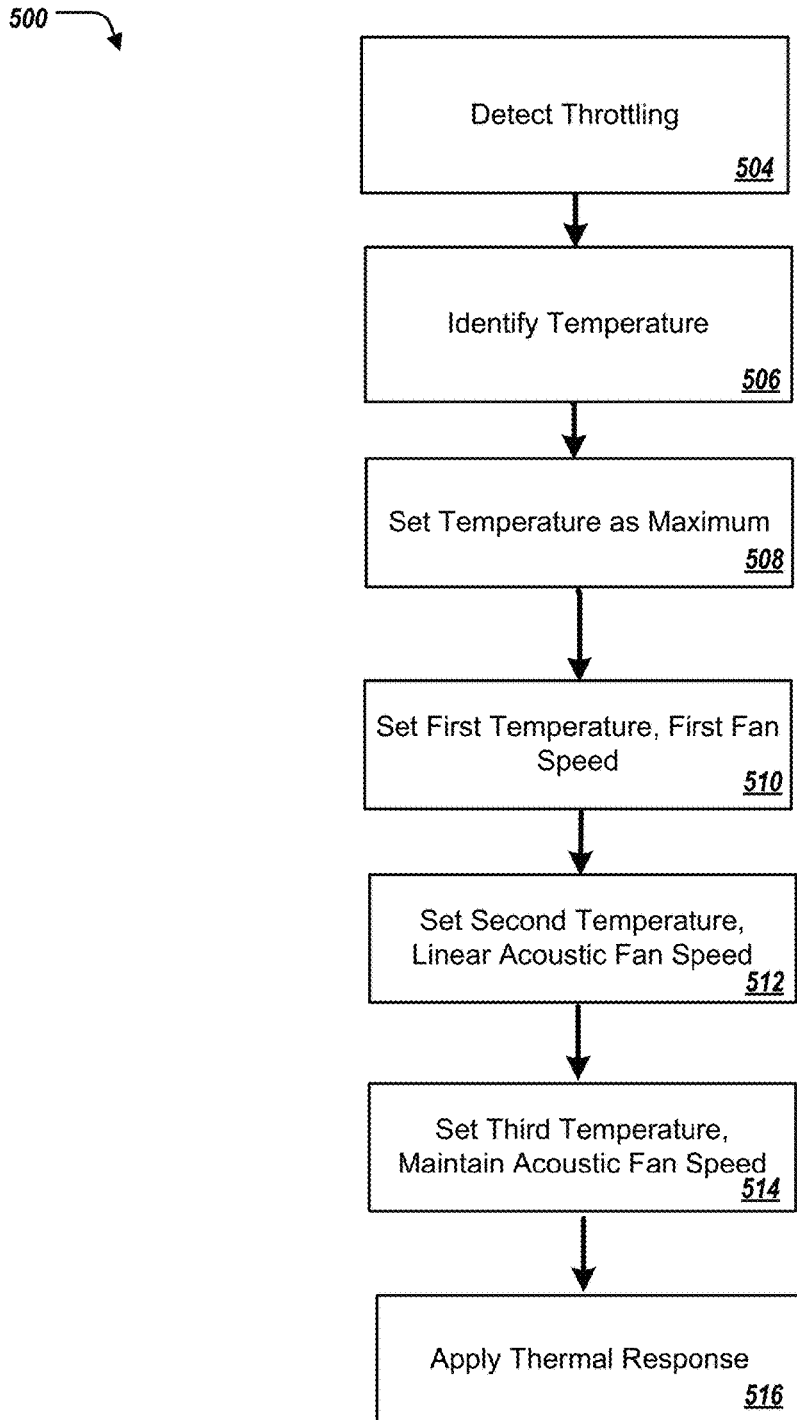 500
Detect Throttling
504
Identify Temperature
506
Set Temperature as Maximum
508
Set First Temperature, First Fan
Speed
510
Set Second Temperature,
Linear Acoustic Fan Speed
512
Set Third Temperature,
Maintain Acoustic Fan Speed
514
Apply Thermal Response
516